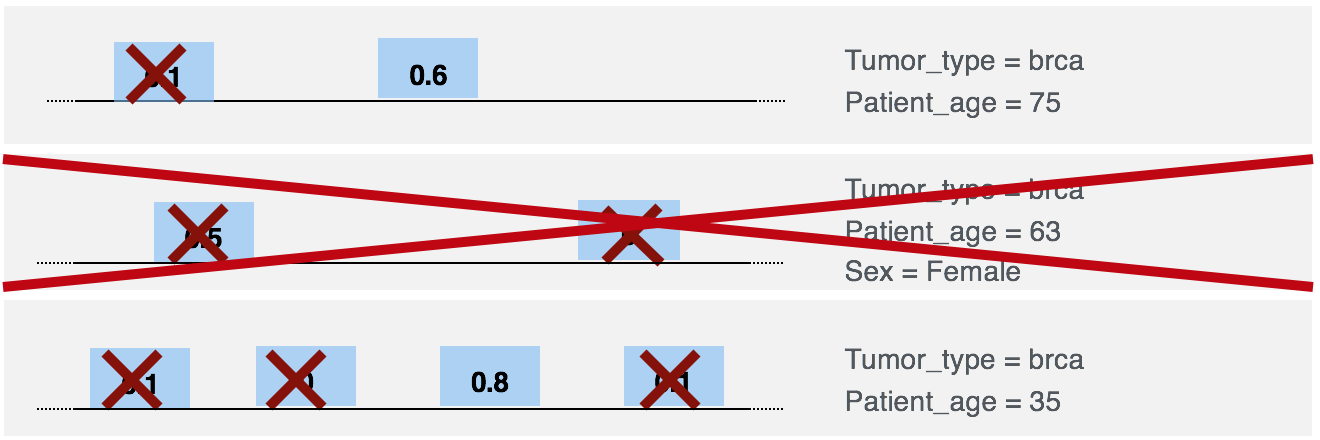 0.6
Tumor_type = brca
Patient_age = 75
Tumor_type = brca
Patient_age = 63
Sex = Female
0.8
Tumor_type = brca
Patient_age = 35